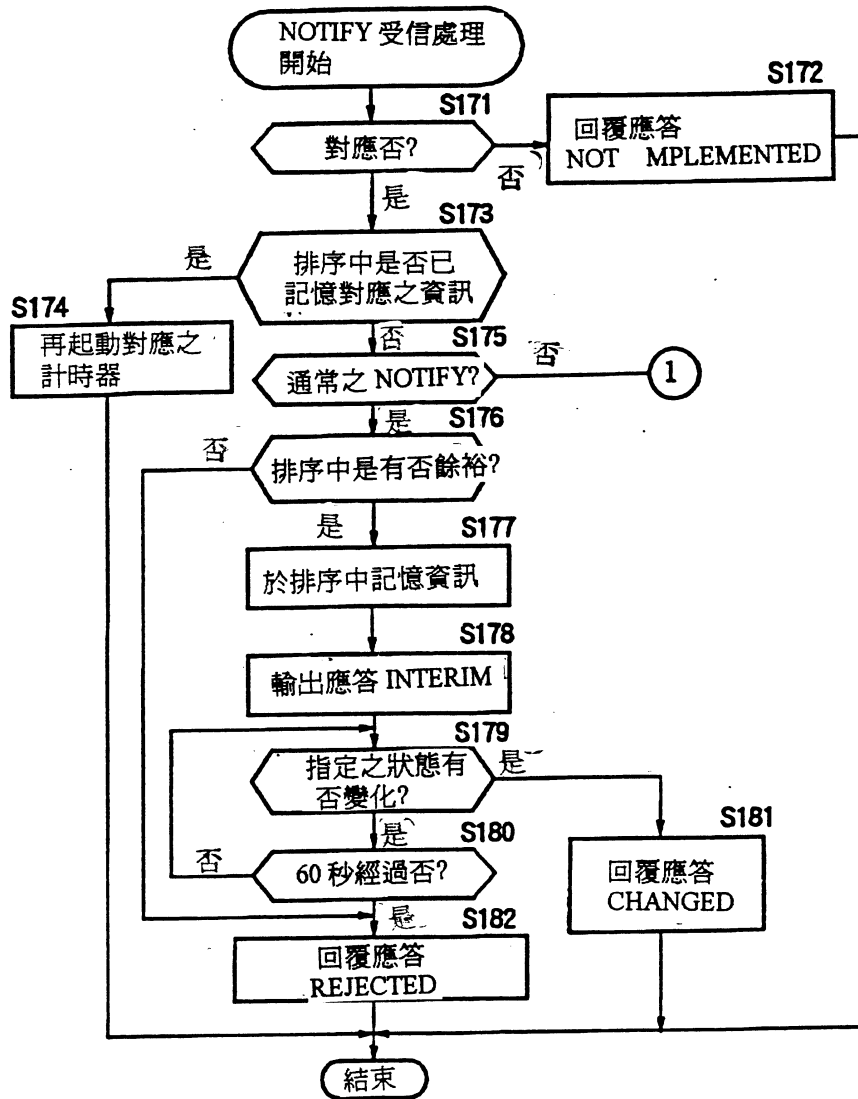 NOTIFY 受信處理
開始
S171
對應否?
否
S172
回覆應答
NOT MPLEMENTED
是
S173
排序中是否已
記憶對應之資訊
是
S174
再起動對應之
計時器
否
S175
通常之 NOTIFY?
否
1
是
S176
排序中是有否餘裕?
否
是
S177
於排序中記憶資訊
S178
輸出應答 INTERIM
S179
指定之狀態有
否變化?
是
是
S180
60 秒經過否?
否
S181
回覆應答
CHANGED
是
S182
回覆應答
REJECTED
結束